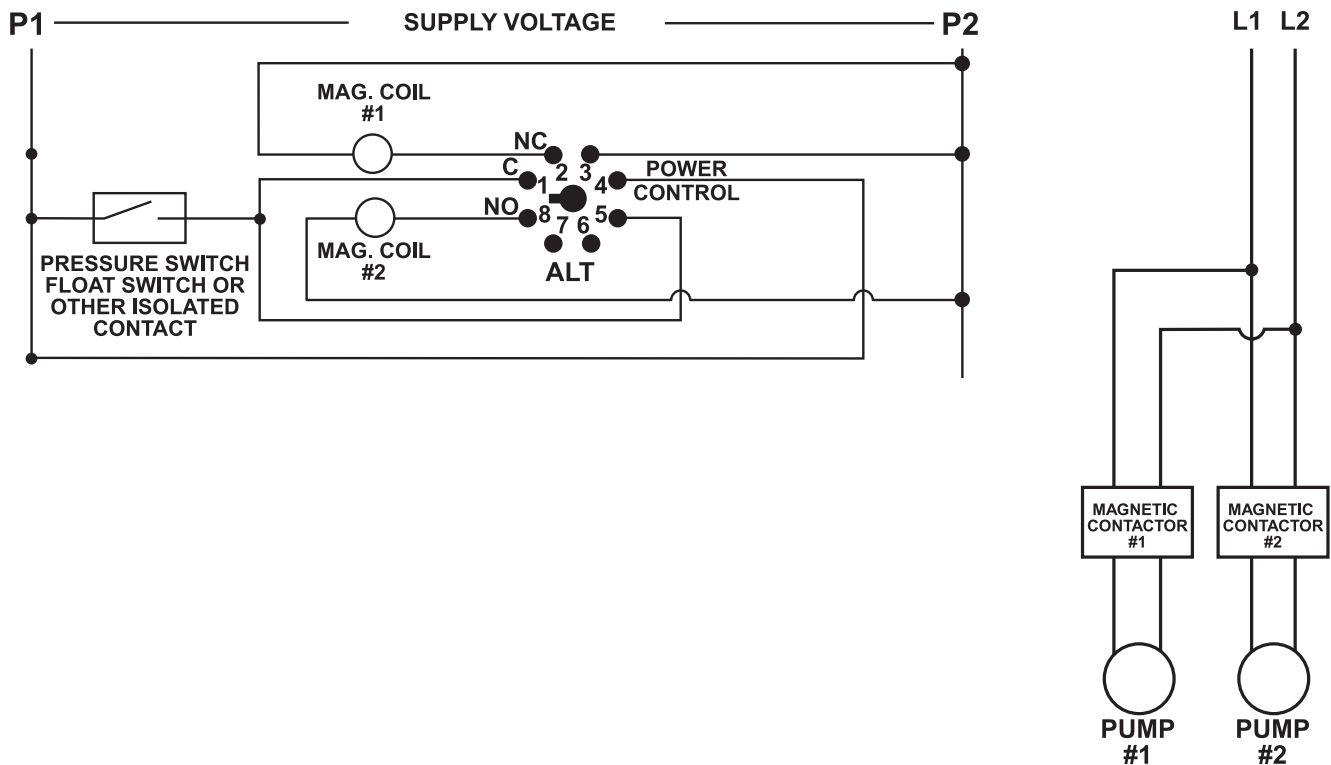 P1 SUPPLY VOLTAGE P2
MAG. COIL
#1
NC
C
2 3
1 4
POWER
CONTROL
NO
8 7 6 5
ALT
MAG. COIL
#2
PRESSURE SWITCH
FLOAT SWITCH OR
OTHER ISOLATED
CONTACT
L1 L2
MAGNETIC
CONTACTOR
#1
MAGNETIC
CONTACTOR
#2
PUMP
#1
PUMP
#2